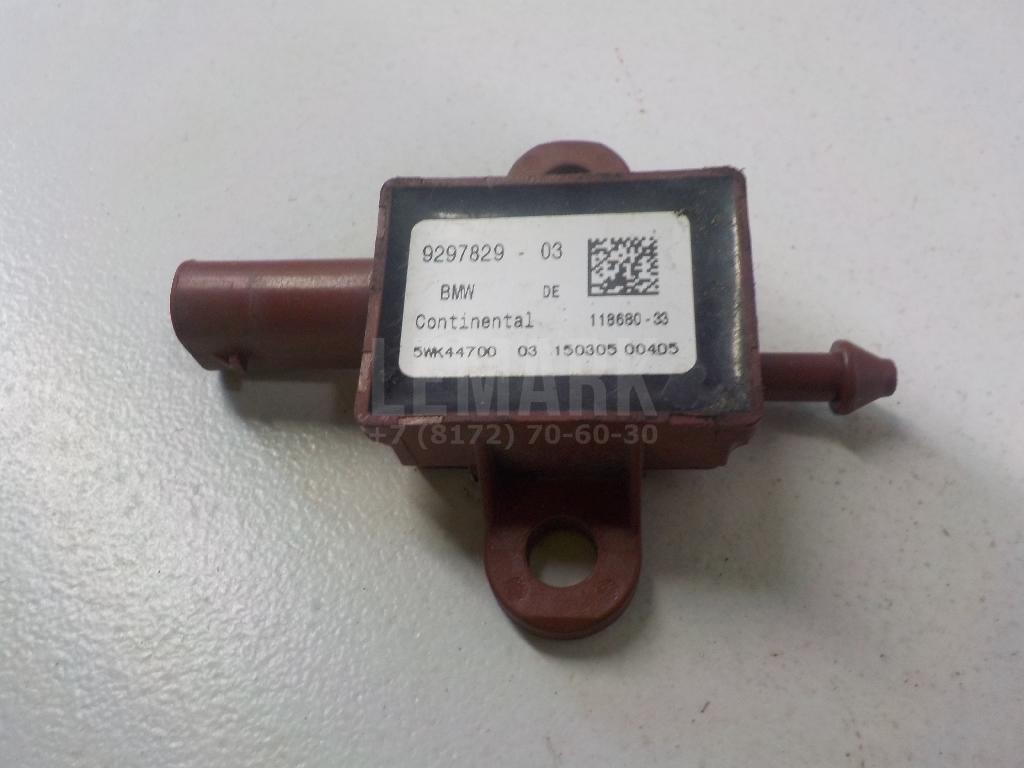 9297829 - 03
BMW DE
Continental 118680-33
5WK44700 03 150305 00405
LEMARK
+7 (8172) 70-60-30